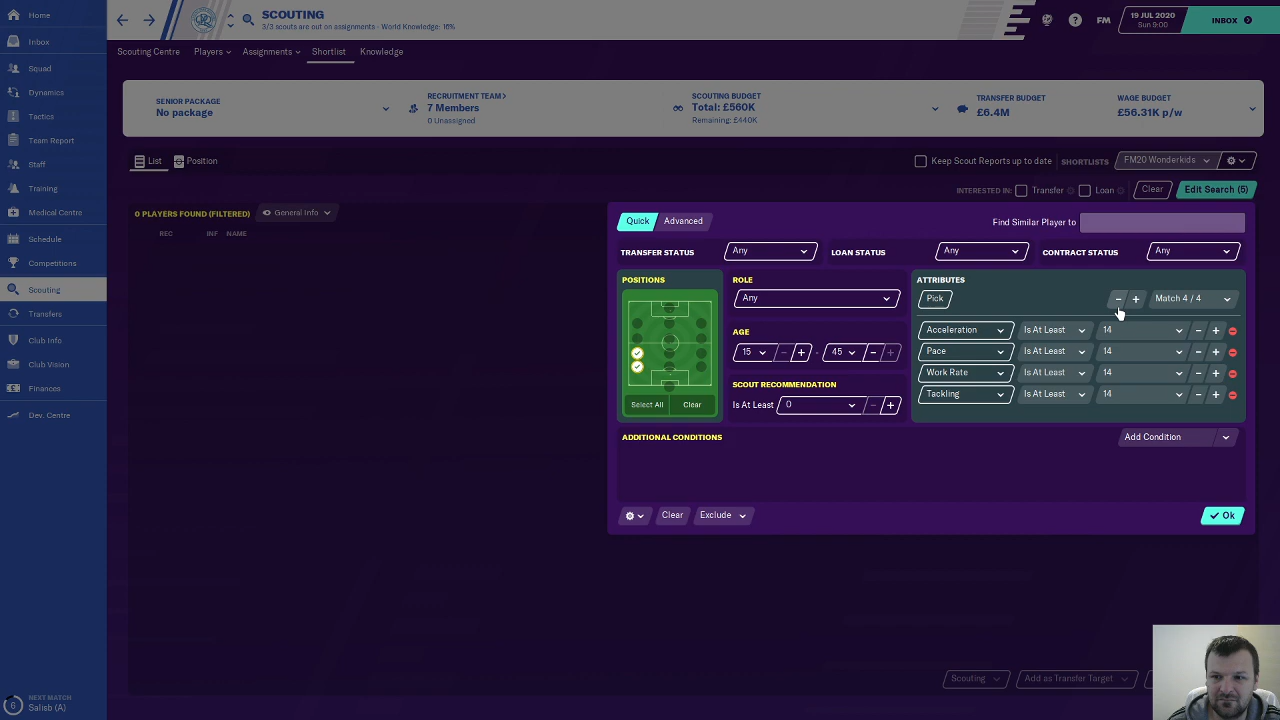 Home
Inbox
Squad
Dynamics
Tactics
Team Report
Staff
Training
Medical Centre
Schedule
Competitions
Scouting
Transfers
Club Info
Club Vision
Finances
Dev. Centre
NEXT MATCH
6 Salisb (A)
SCOUTING
3/3 scouts are out on assignments - World Knowledge: 16%
? FM 19 JUL 2020
Sun 9:00
INBOX
Scouting Centre Players Assignments Shortlist Knowledge
SENIOR PACKAGE
No package
RECRUITMENT TEAM >
7 Members
0 Unassigned
SCOUTING BUDGET
Total: £560K
Remaining: £440K
TRANSFER BUDGET
£6.4M
WAGE BUDGET
£56.31K p/w
List Position
Keep Scout Reports up to date SHORTLISTS FM20 Wonderkids
INTERESTED IN: Transfer Loan Clear Edit Search (5)
0 PLAYERS FOUND (FILTERED) General Info
REC INF NAME
Quick Advanced Find Similar Player to
TRANSFER STATUS Any LOAN STATUS Any CONTRACT STATUS Any
POSITIONS
Select All Clear
ROLE
Any
AGE
15 - + - 45 - +
SCOUT RECOMMENDATION
Is At Least 0 - +
ATTRIBUTES
Pick - + Match 4 / 4
Acceleration Is At Least 14 - +
Pace Is At Least 14 - +
Work Rate Is At Least 14 - +
Tackling Is At Least 14 - +
ADDITIONAL CONDITIONS Add Condition
Clear Exclude Ok
Scouting Add as Transfer Target